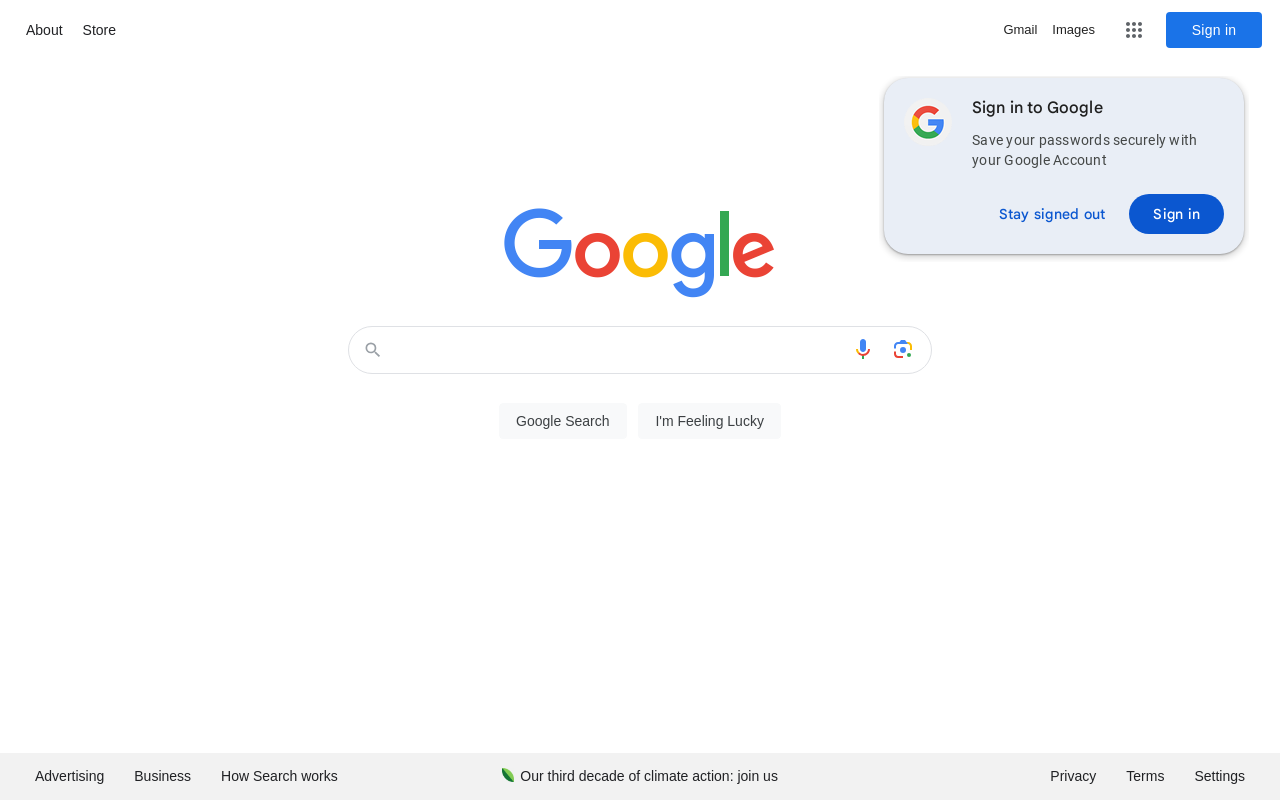 About Store
Gmail Images
Sign in
Sign in to Google
Save your passwords securely with
your Google Account
Stay signed out
Sign in
Google
Google Search
I'm Feeling Lucky
Advertising Business How Search works
Our third decade of climate action: join us
Privacy Terms Settings